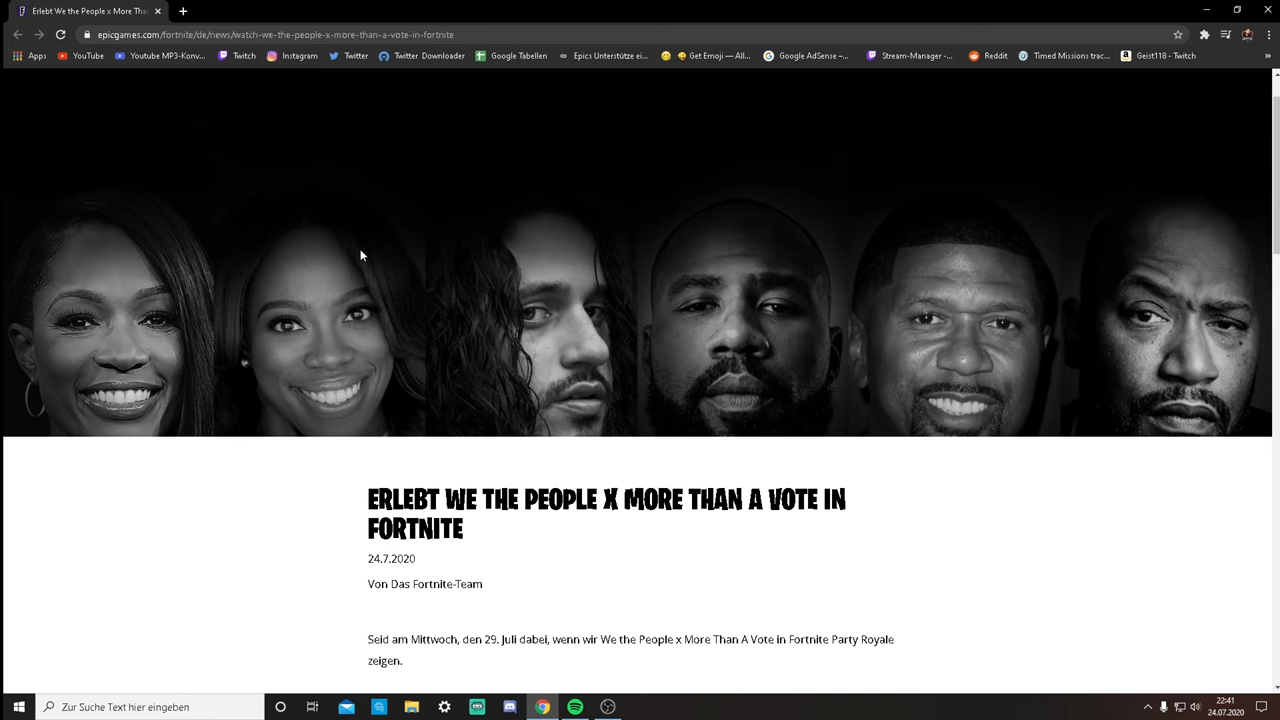 Erlebt We the People x More Tha
epicgames.com/fortnite/de/news/watch-we-the-people-x-more-than-a-vote-in-fortnite
Apps YouTube Youtube MP3-Konv... Twitch Instagram Twitter Twitter Downloader Google Tabellen Epics Unterstütze ei... Get Emoji — All... Google AdSense –... Stream-Manager -... Reddit Timed Missions trac... Geist118 - Twitch
ERLEBT WE THE PEOPLE X MORE THAN A VOTE IN
FORTNITE
24.7.2020
Von Das Fortnite-Team
Seid am Mittwoch, den 29. Juli dabei, wenn wir We the People x More Than A Vote in Fortnite Party Royale
zeigen.
Zur Suche Text hier eingeben
22:41
24.07.2020